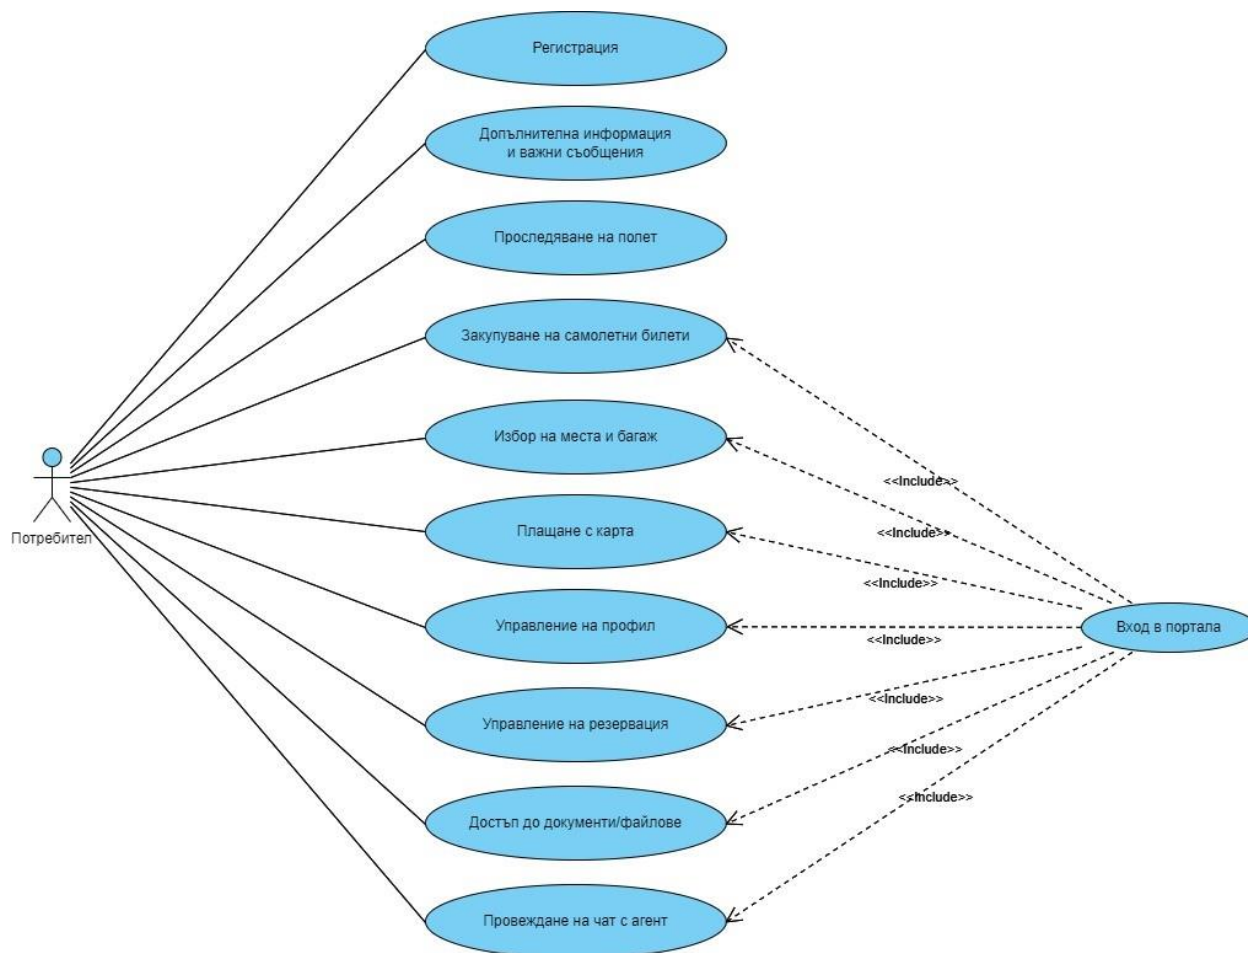 Регистрация
Допълнителна информация
и важни съобщения
Проследяване на полет
Закупуване на самолетни билети
Избор на места и багаж
<<Include>>
<<Include>>
Потребител
Плащане с карта
<<Include>>
Управление на профил
<<Include>>
Вход в портала
<<Include>>
Управление на резервация
<<Include>>
<<Include>>
Достъп до документи/файлове
Провеждане на чат с агент